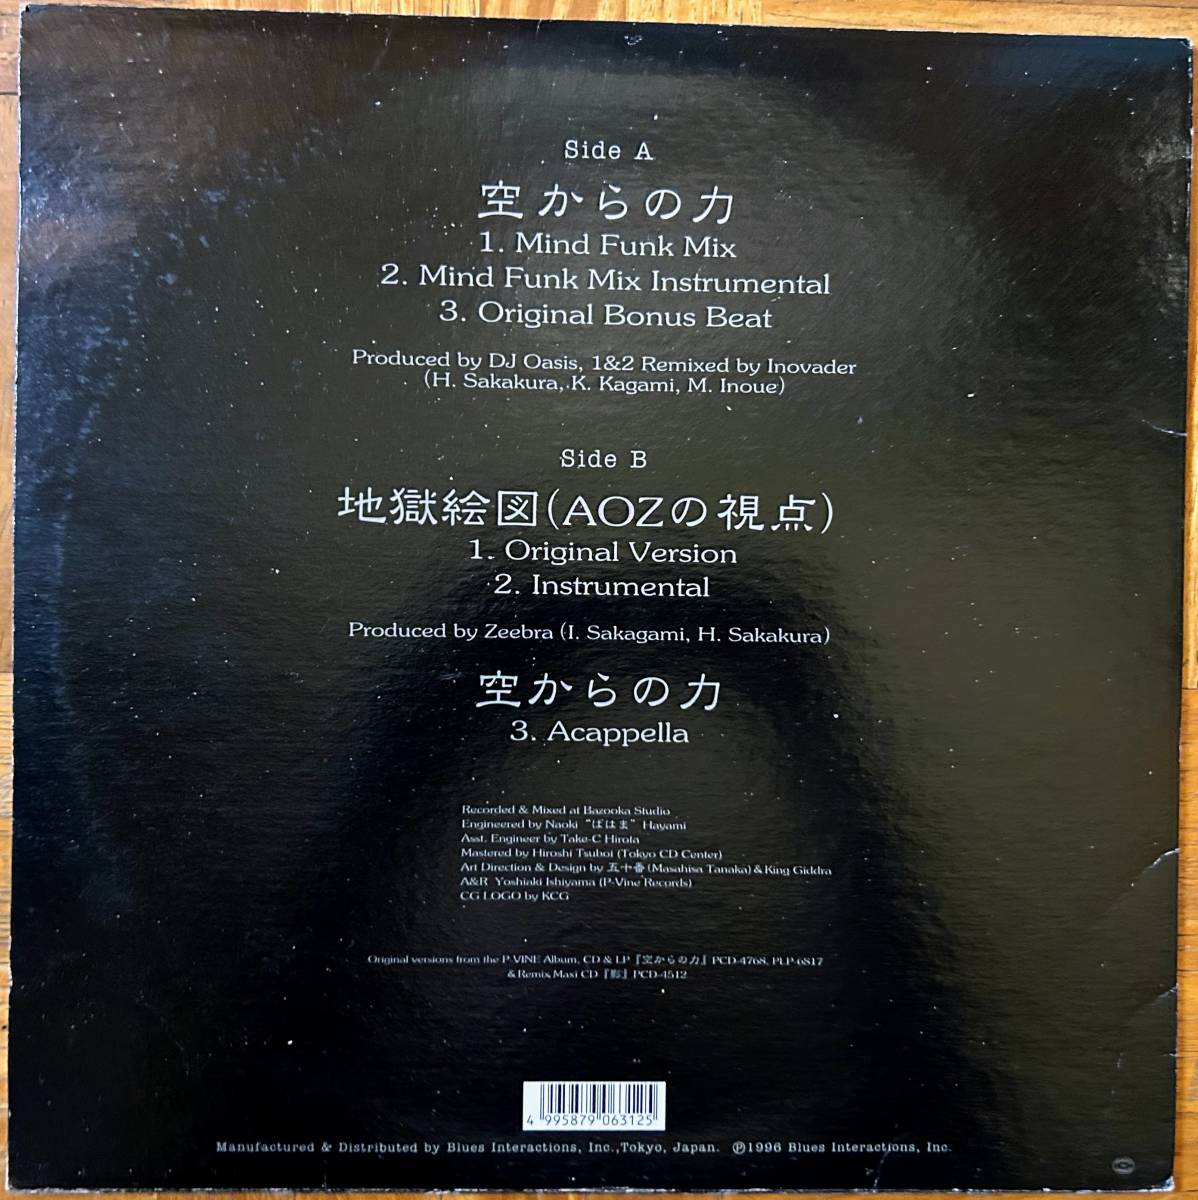 Side A
空からの力
1. Mind Funk Mix
2. Mind Funk Mix Instrumental
3. Original Bonus Beat
Produced by DJ Oasis, 1&2 Remixed by Inovader
(H. Sakakura, K. Kagami, M. Inoue)
Side B
地獄絵図(AOZの視点)
1. Original Version
2. Instrumental
Produced by Zeebra (I. Sakagami, H. Sakakura)
空からの力
3. Acappella
Recorded & Mixed at Bazooka Studio
Engineered by Naoki "ばはま" Hayami
Asst. Engineer by Take-C Hirota
Mastered by Hiroshi Tsuboi (Tokyo CD Center)
Art Direction & Design by 五十番 (Masahisa Tanaka) & King Giddra
A&R Yoshiaki Ishiyama (P-Vine Records)
CG LOGO by KCG
Original versions from the P-VINE Album, CD & LP『空からの力』PCD-4768, PLP-6817
& Remix Maxi CD『影』PCD-4512
4 995879 063125
Manufactured & Distributed by Blues Interactions, Inc.,Tokyo, Japan. ℗1996 Blues Interactions, Inc.